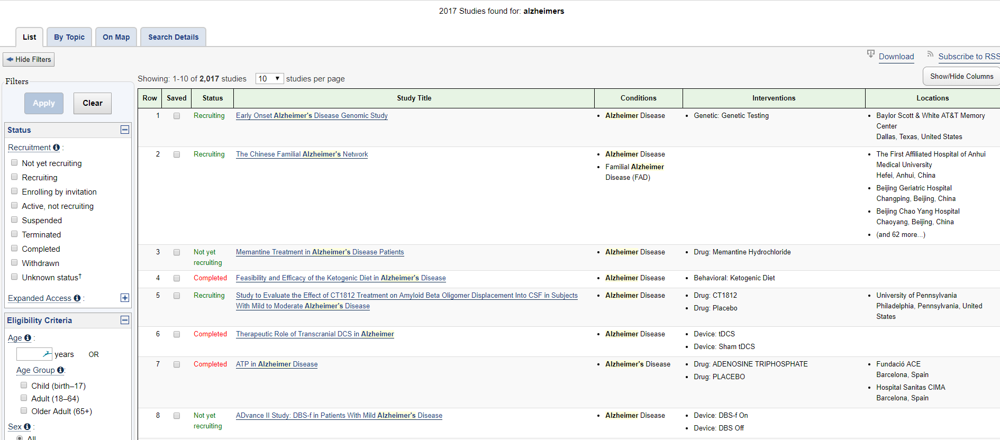 2017 Studies found for: alzheimers
List
By Topic
On Map
Search Details
Hide Filters
Download
Subscribe to RSS
Showing: 1-10 of 2,017 studies
10
studies per page
Show/Hide Columns
Filters
Apply
Clear
Status
Recruitment :
Not yet recruiting
Recruiting
Enrolling by invitation
Active, not recruiting
Suspended
Terminated
Completed
Withdrawn
Unknown status†
Expanded Access :
Eligibility Criteria
Age :
years
OR
Age Group :
Child (birth–17)
Adult (18–64)
Older Adult (65+)
Sex :
All
Row
Saved
Status
Study Title
Conditions
Interventions
Locations
1
Recruiting
Early Onset Alzheimer's Disease Genomic Study
• Alzheimer Disease
• Genetic: Genetic Testing
• Baylor Scott & White AT&T Memory
Center
Dallas, Texas, United States
2
Recruiting
The Chinese Familial Alzheimer's Network
• Alzheimer Disease
• Familial Alzheimer
Disease (FAD)
• The First Affiliated Hospital of Anhui
Medical University
Hefei, Anhui, China
• Beijing Geriatric Hospital
Changping, Beijing, China
• Beijing Chao Yang Hospital
Chaoyang, Beijing, China
• (and 62 more...)
3
Not yet
recruiting
Memantine Treatment in Alzheimer's Disease Patients
• Alzheimer Disease
• Drug: Memantine Hydrochloride
4
Completed
Feasibility and Efficacy of the Ketogenic Diet in Alzheimer's Disease
• Alzheimer Disease
• Behavioral: Ketogenic Diet
5
Recruiting
Study to Evaluate the Effect of CT1812 Treatment on Amyloid Beta Oligomer Displacement Into CSF in Subjects
With Mild to Moderate Alzheimer's Disease
• Alzheimer Disease
• Drug: CT1812
• Drug: Placebo
• University of Pennsylvania
Philadelphia, Pennsylvania, United
States
6
Completed
Therapeutic Role of Transcranial DCS in Alzheimer
• Alzheimer Disease
• Device: tDCS
• Device: Sham tDCS
7
Completed
ATP in Alzheimer Disease
• Alzheimer's Disease
• Drug: ADENOSINE TRIPHOSPHATE
• Drug: PLACEBO
• Fundació ACE
Barcelona, Spain
• Hospital Sanitas CIMA
Barcelona, Spain
8
Not yet
recruiting
ADvance II Study: DBS-f in Patients With Mild Alzheimer's Disease
• Alzheimer Disease
• Device: DBS-f On
• Device: DBS Off